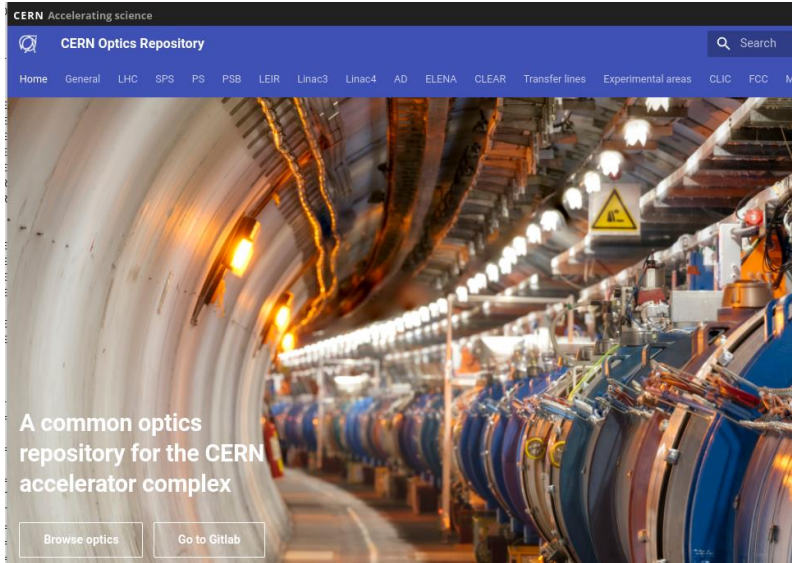 CERN Accelerating science
CERN Optics Repository
Search
Home General LHC SPS PS PSB LEIR Linac3 Linac4 AD ELENA CLEAR Transfer lines Experimental areas CLIC FCC
A common optics
repository for the CERN
accelerator complex
Browse optics Go to Gitlab